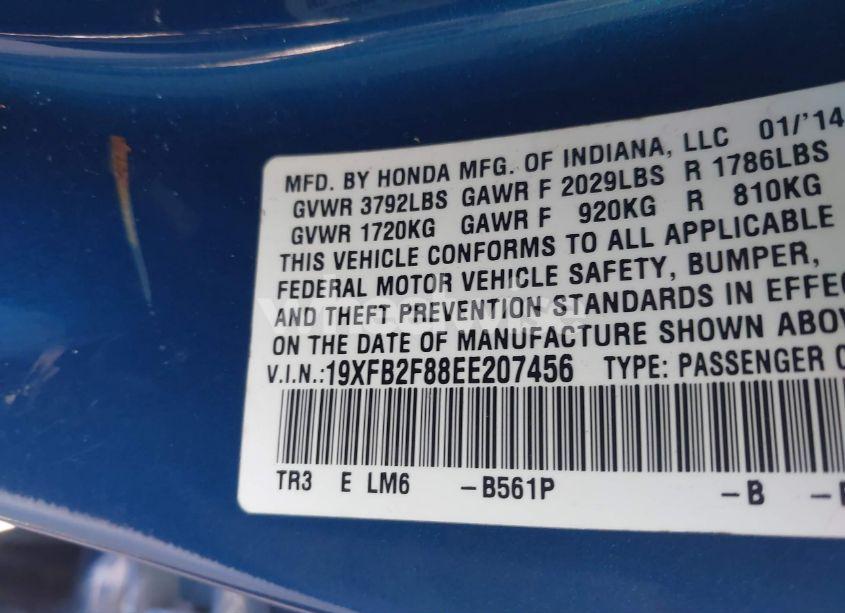 MFD. BY HONDA MFG. OF INDIANA, LLC 01/'14
GVWR 3792LBS GAWR F 2029LBS R 1786LBS
GVWR 1720KG GAWR F 920KG R 810KG
THIS VEHICLE CONFORMS TO ALL APPLICABLE
FEDERAL MOTOR VEHICLE SAFETY, BUMPER,
AND THEFT PREVENTION STANDARDS IN EFFEC
ON THE DATE OF MANUFACTURE SHOWN ABOV
V.I.N.:19XFB2F88EE207456 TYPE: PASSENGER C
TR3 E LM6 -B561P -B -